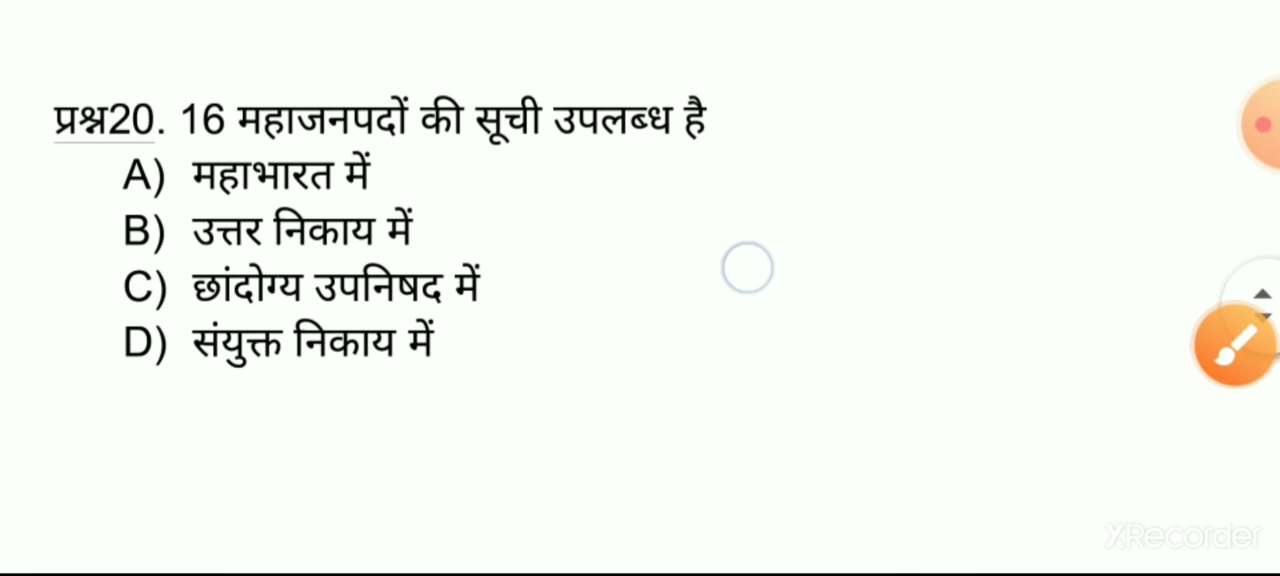 प्रश्न20. 16 महाजनपदों की सूची उपलब्ध है
A) महाभारत में
B) उत्तर निकाय में
C) छांदोग्य उपनिषद में
D) संयुक्त निकाय में
XRecorder